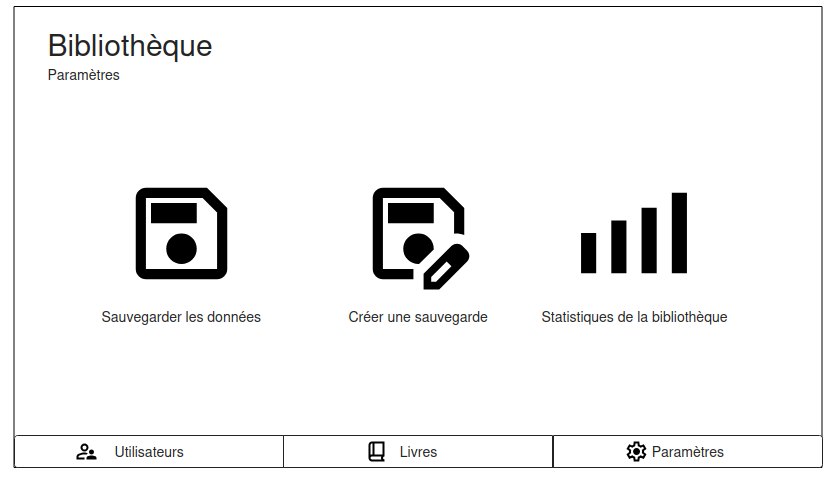 Bibliothèque
Paramètres
Sauvegarder les données
Créer une sauvegarde
Statistiques de la bibliothèque
Utilisateurs
Livres
Paramètres